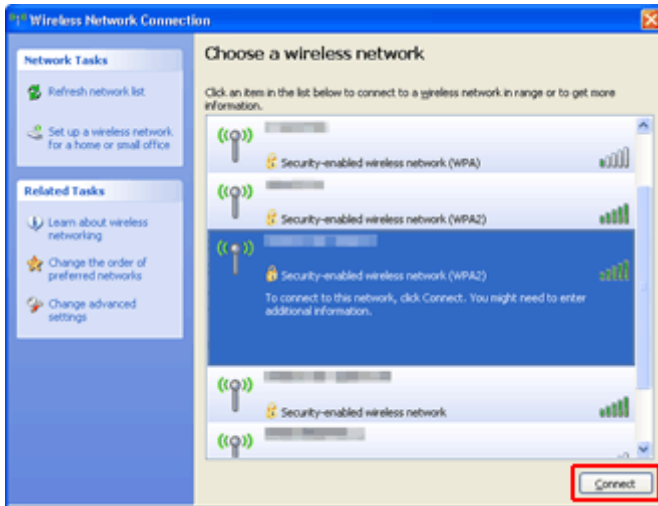 Wireless Network Connection
Network Tasks
Refresh network list
Set up a wireless network
for a home or small office
Related Tasks
Learn about wireless
networking
Change the order of
preferred networks
Change advanced
settings
Choose a wireless network
Click an item in the list below to connect to a wireless network in range or to get more
information.
Security-enabled wireless network (WPA)
Security-enabled wireless network (WPA2)
Security-enabled wireless network (WPA2)
To connect to this network, click Connect. You might need to enter
additional information.
Security-enabled wireless network
Connect